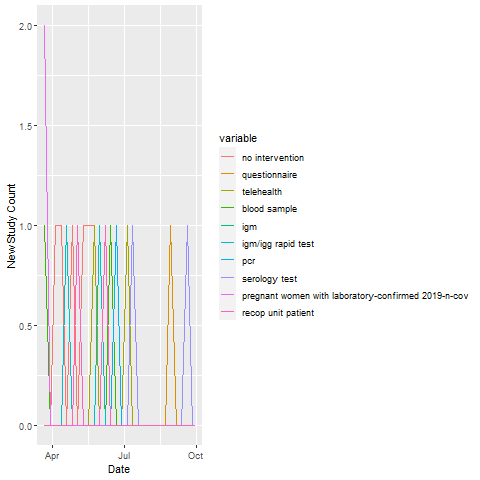 2.0
1.5
1.0
0.5
0.0
New Study Count
Apr
Jul
Oct
Date
variable
no intervention
questionnaire
telehealth
blood sample
igm
igm/igg rapid test
pcr
serology test
pregnant women with laboratory-confirmed 2019-n-cov
recop unit patient